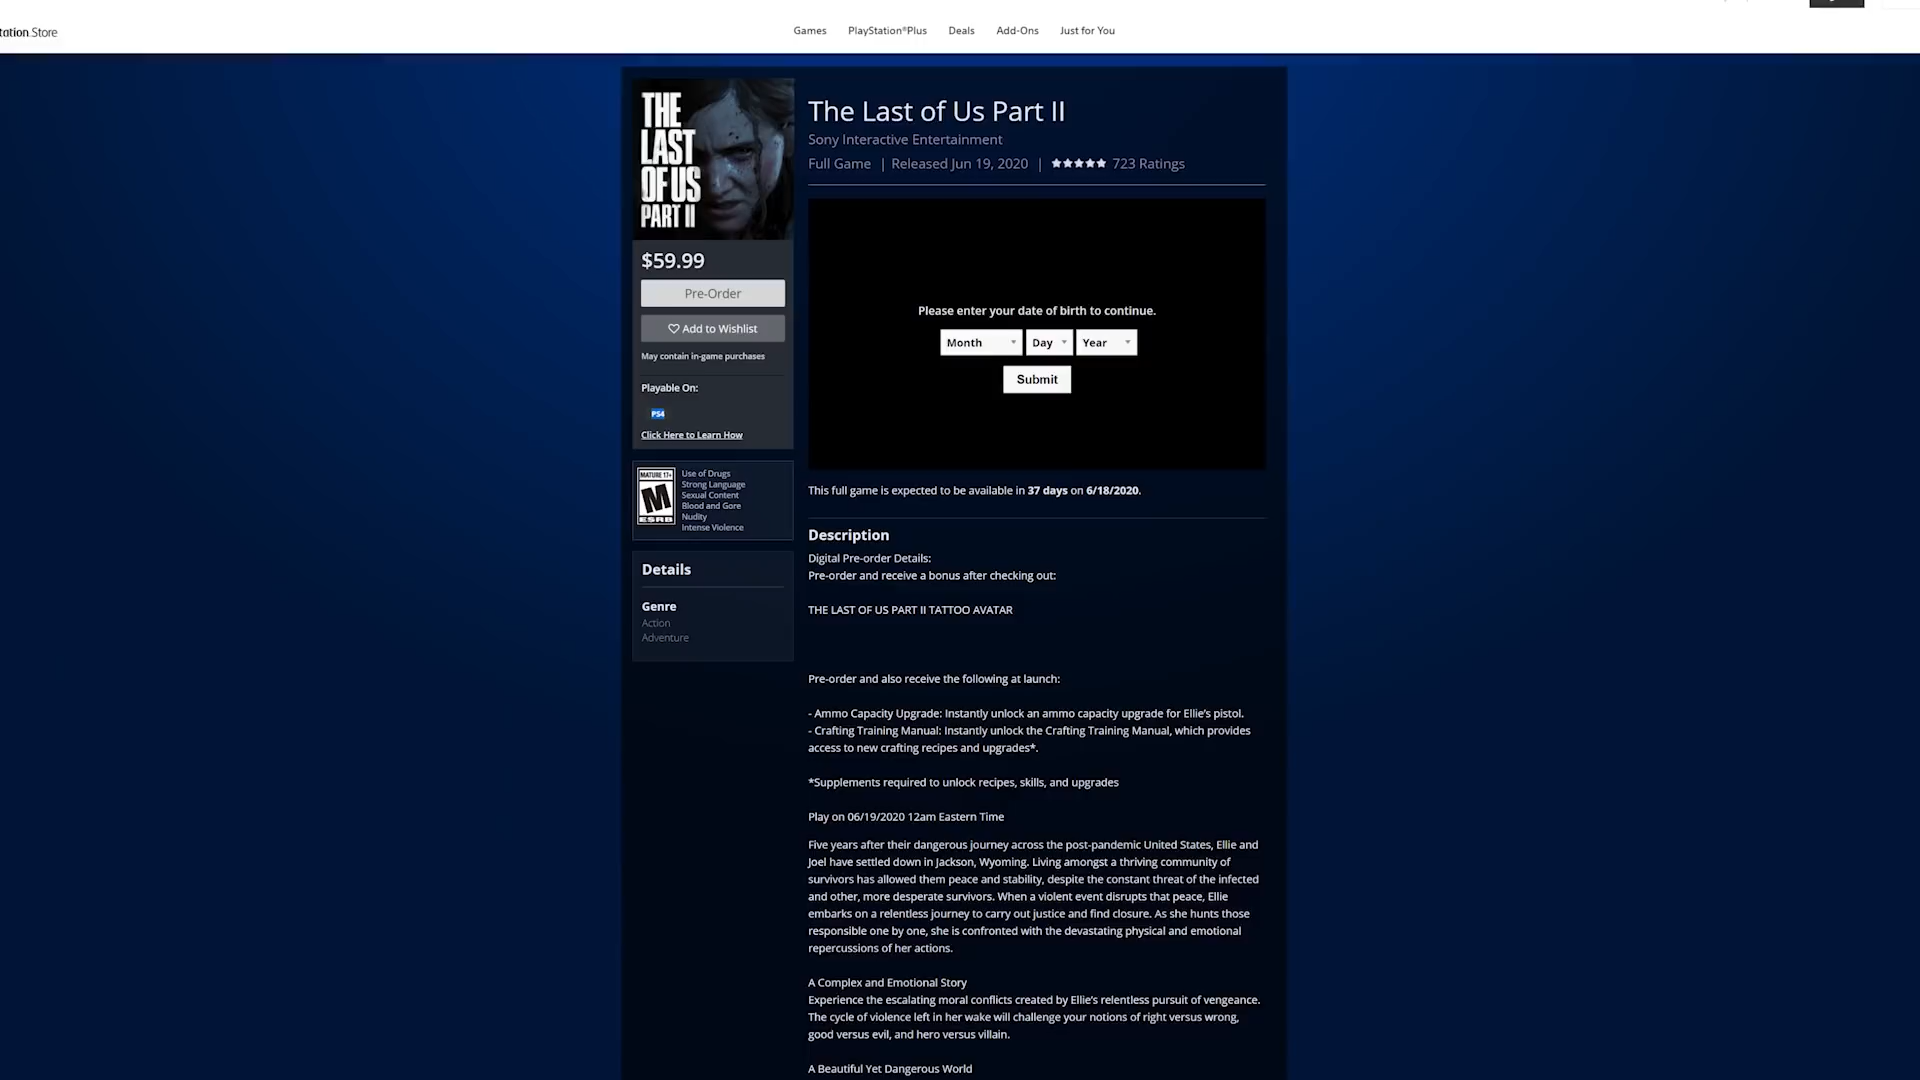 tation.Store
Games PlayStation®Plus Deals Add-Ons Just for You
THE
LAST
OF US
PART II
$59.99
Pre-Order
Add to Wishlist
May contain in-game purchases
Playable On:
PS4
Click Here to Learn How
MATURE 17+
M
ESRB
Use of Drugs
Strong Language
Sexual Content
Blood and Gore
Nudity
Intense Violence
Details
Genre
Action
Adventure
The Last of Us Part II
Sony Interactive Entertainment
Full Game | Released Jun 19, 2020 | ★★★★★ 723 Ratings
Please enter your date of birth to continue.
Month Day Year
Submit
This full game is expected to be available in 37 days on 6/18/2020.
Description
Digital Pre-order Details:
Pre-order and receive a bonus after checking out:
THE LAST OF US PART II TATTOO AVATAR
Pre-order and also receive the following at launch:
- Ammo Capacity Upgrade: Instantly unlock an ammo capacity upgrade for Ellie's pistol.
- Crafting Training Manual: Instantly unlock the Crafting Training Manual, which provides
access to new crafting recipes and upgrades*.
*Supplements required to unlock recipes, skills, and upgrades
Play on 06/19/2020 12am Eastern Time
Five years after their dangerous journey across the post-pandemic United States, Ellie and
Joel have settled down in Jackson, Wyoming. Living amongst a thriving community of
survivors has allowed them peace and stability, despite the constant threat of the infected
and other, more desperate survivors. When a violent event disrupts that peace, Ellie
embarks on a relentless journey to carry out justice and find closure. As she hunts those
responsible one by one, she is confronted with the devastating physical and emotional
repercussions of her actions.
A Complex and Emotional Story
Experience the escalating moral conflicts created by Ellie's relentless pursuit of vengeance.
The cycle of violence left in her wake will challenge your notions of right versus wrong,
good versus evil, and hero versus villain.
A Beautiful Yet Dangerous World